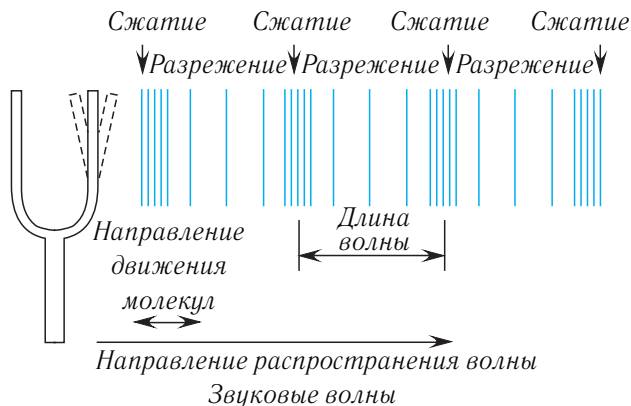 Сжатие Сжатие Сжатие Сжатие
Разрежение Разрежение Разрежение
Длина
волны
Направление
движения
молекул
Направление распространения волны
Звуковые волны